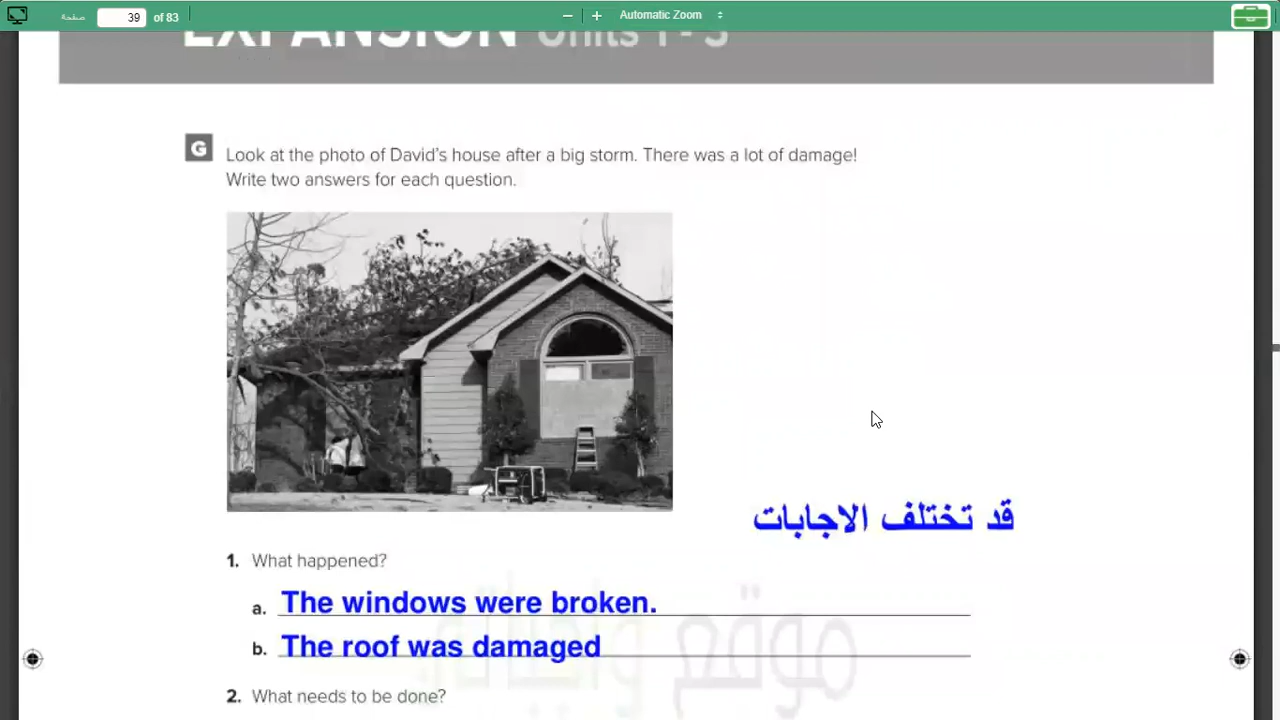 صفحة 39 of 83 Automatic Zoom
EXPANSION Units 1 - 3
G Look at the photo of David's house after a big storm. There was a lot of damage!
Write two answers for each question.
قد تختلف الاجابات
1. What happened?
a. The windows were broken.
b. The roof was damaged
موقع واجباتي
2. What needs to be done?